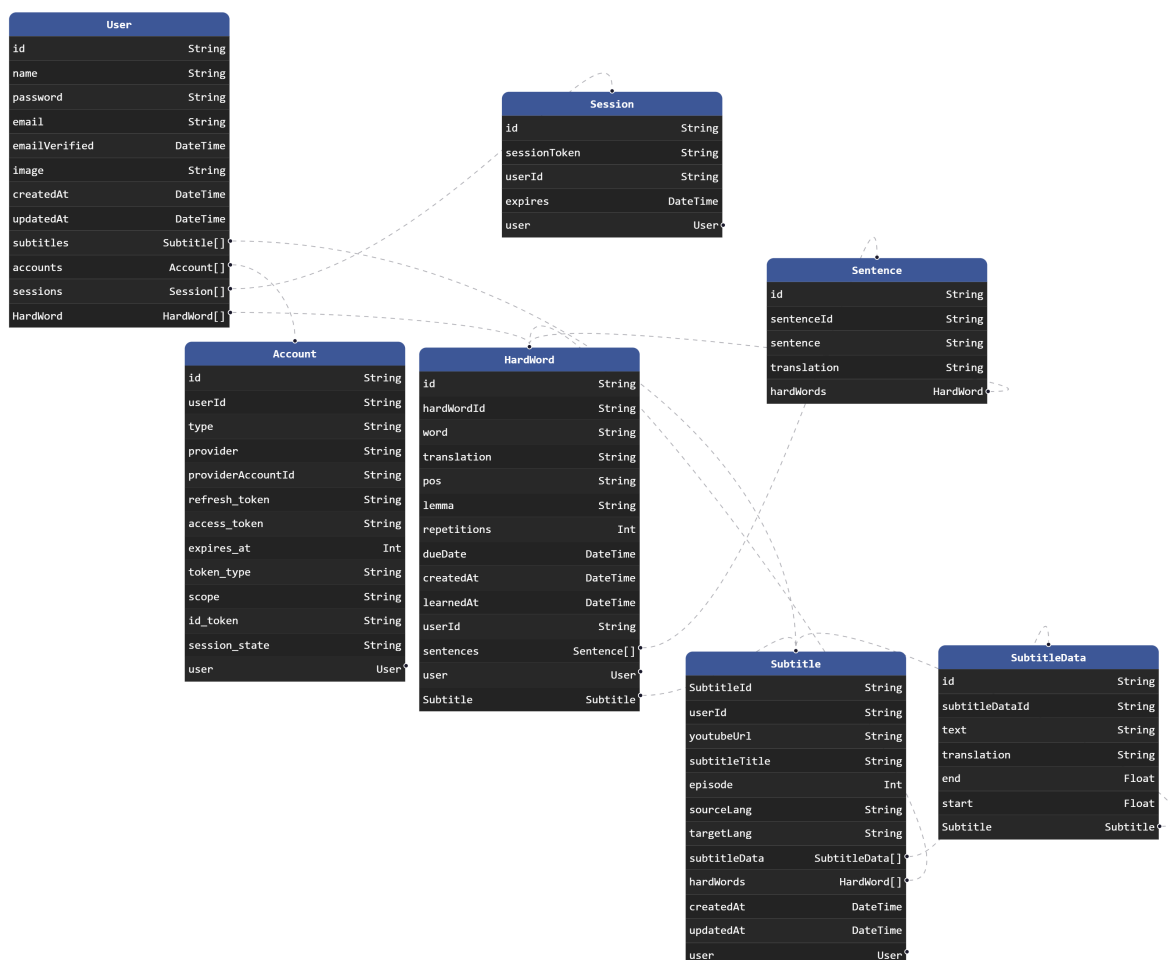 User
id String
name String
password String
email String
emailVerified DateTime
image String
createdAt DateTime
updatedAt DateTime
subtitles Subtitle[]
accounts Account[]
sessions Session[]
HardWord HardWord[]
Session
id String
sessionToken String
userId String
expires DateTime
user User
Sentence
id String
sentenceId String
sentence String
translation String
hardWords HardWord
Account
id String
userId String
type String
provider String
providerAccountId String
refresh_token String
access_token String
expires_at Int
token_type String
scope String
id_token String
session_state String
user User
HardWord
id String
hardWordId String
word String
translation String
pos String
lemma String
repetitions Int
dueDate DateTime
createdAt DateTime
learnedAt DateTime
userId String
sentences Sentence[]
user User
Subtitle Subtitle
Subtitle
SubtitleId String
userId String
youtubeUrl String
subtitleTitle String
episode Int
sourceLang String
targetLang String
subtitleData SubtitleData[]
hardWords HardWord[]
createdAt DateTime
updatedAt DateTime
user User
SubtitleData
id String
subtitleDataId String
text String
translation String
end Float
start Float
Subtitle Subtitle